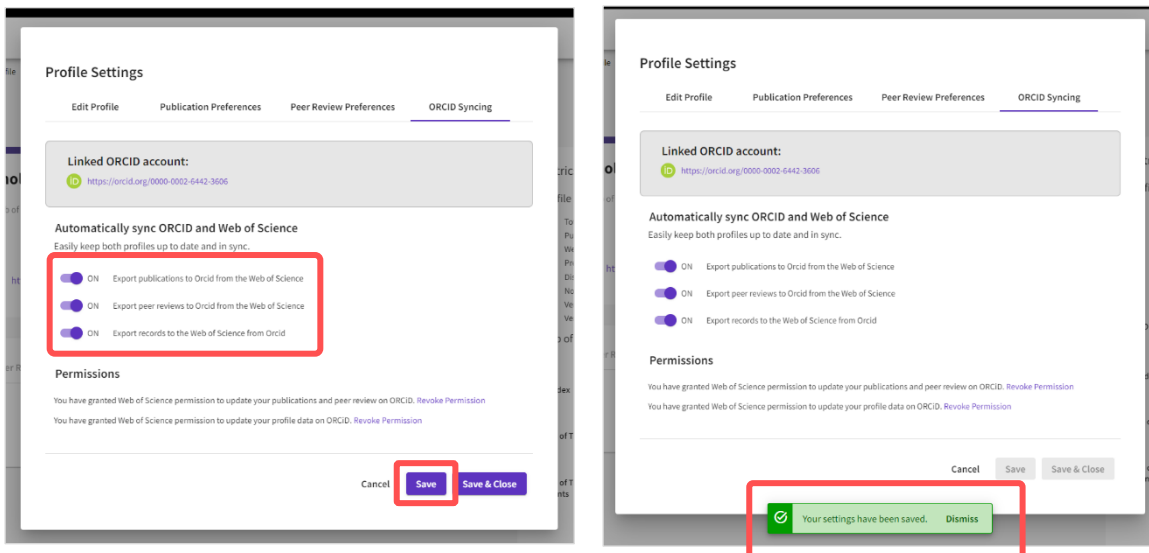 Profile Settings
Edit Profile Publication Preferences Peer Review Preferences ORCID Syncing
Linked ORCID account:
iD https://orcid.org/0000-0002-6442-3606
Automatically sync ORCID and Web of Science
Easily keep both profiles up to date and in sync.
ON Export publications to Orcid from the Web of Science
ON Export peer reviews to Orcid from the Web of Science
ON Export records to the Web of Science from Orcid
Permissions
You have granted Web of Science permission to update your publications and peer review on ORCiD. Revoke Permission
You have granted Web of Science permission to update your profile data on ORCiD. Revoke Permission
Cancel Save Save & Close
Profile Settings
Edit Profile Publication Preferences Peer Review Preferences ORCID Syncing
Linked ORCID account:
iD https://orcid.org/0000-0002-6442-3606
Automatically sync ORCID and Web of Science
Easily keep both profiles up to date and in sync.
ON Export publications to Orcid from the Web of Science
ON Export peer reviews to Orcid from the Web of Science
ON Export records to the Web of Science from Orcid
Permissions
You have granted Web of Science permission to update your publications and peer review on ORCiD. Revoke Permission
You have granted Web of Science permission to update your profile data on ORCiD. Revoke Permission
Cancel Save Save & Close
Your settings have been saved. Dismiss